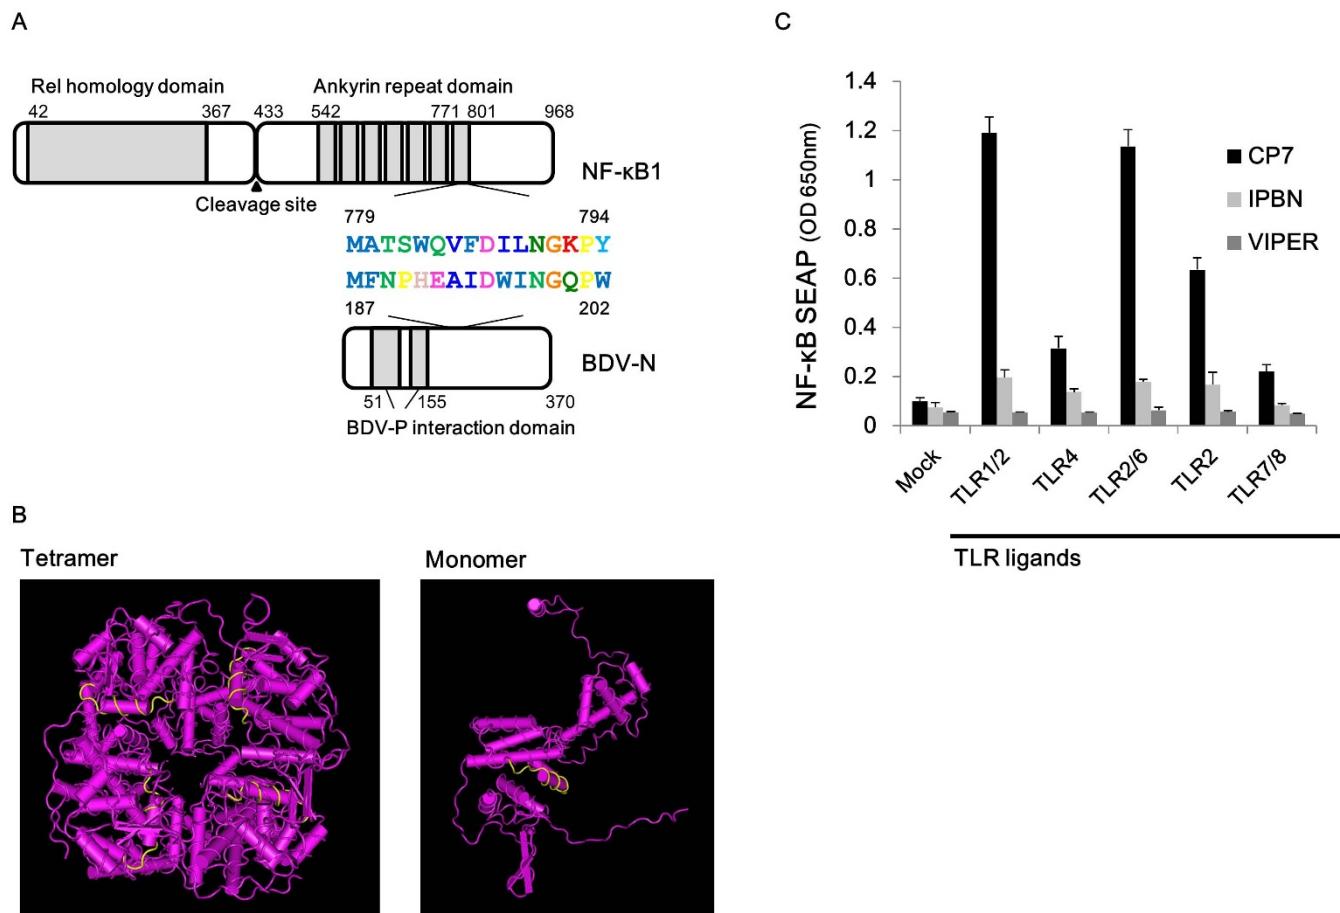 A
Rel homology domain
Ankyrin repeat domain
42 367 433 542 771 801 968
NF-κB1
Cleavage site
779 794
MATSWQVFDILNGKPY
MFNPHEAIDWINGQPW
187 202
BDV-N
51 155 370
BDV-P interaction domain
B
Tetramer
Monomer
C
NF-κB SEAP (OD 650nm)
1.4
1.2
1
0.8
0.6
0.4
0.2
0
CP7
IPBN
VIPER
Mock
TLR1/2
TLR4
TLR2/6
TLR2
TLR7/8
TLR ligands